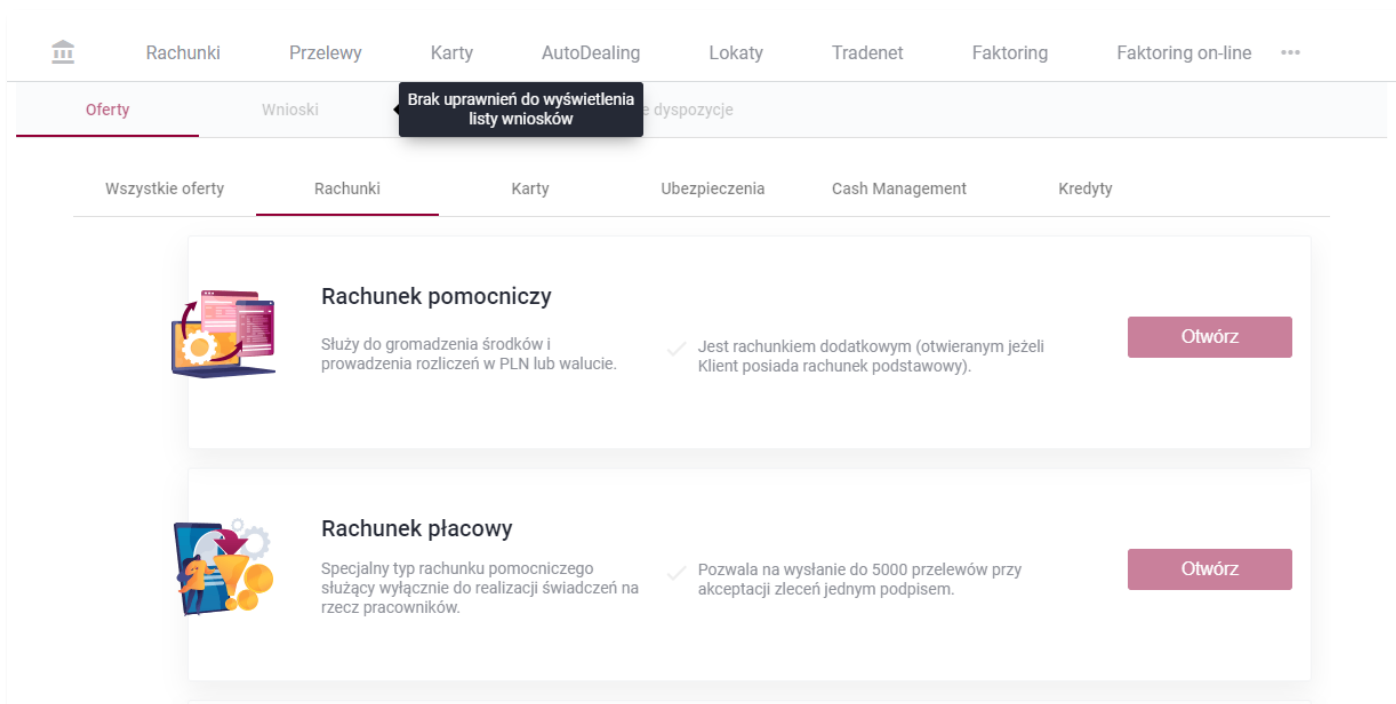 Rachunki Przelewy Karty AutoDealing Lokaty Tradenet Faktoring Faktoring on-line •••
Oferty Wnioski dyspozycje
Brak uprawnień do wyświetlenia
listy wniosków
Wszystkie oferty Rachunki Karty Ubezpieczenia Cash Management Kredyty
Rachunek pomocniczy
Służy do gromadzenia środków i
prowadzenia rozliczeń w PLN lub walucie.
Jest rachunkiem dodatkowym (otwieranym jeżeli
Klient posiada rachunek podstawowy).
Otwórz
Rachunek płacowy
Specjalny typ rachunku pomocniczego
służący wyłącznie do realizacji świadczeń na
rzecz pracowników.
Pozwala na wysłanie do 5000 przelewów przy
akceptacji zleceń jednym podpisem.
Otwórz